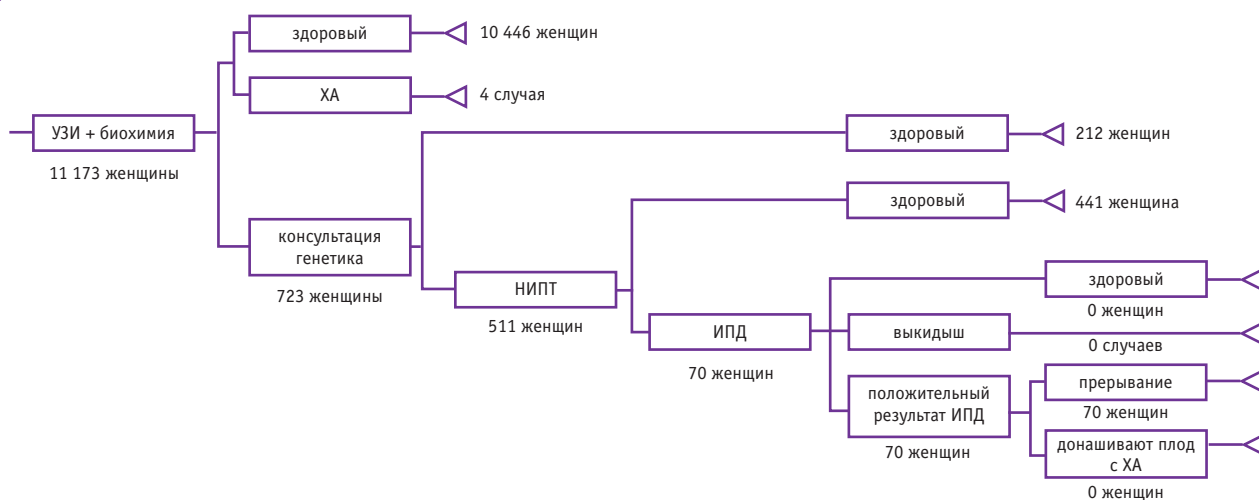 здоровый
10 446 женщин
ХА
4 случая
УЗИ + биохимия
11 173 женщины
здоровый
212 женщин
здоровый
441 женщина
консультация
генетика
723 женщины
НИПТ
511 женщин
здоровый
0 женщин
ИПД
70 женщин
выкидыш
0 случаев
положительный
результат ИПД
70 женщин
прерывание
70 женщин
донашивают плод
с ХА
0 женщин